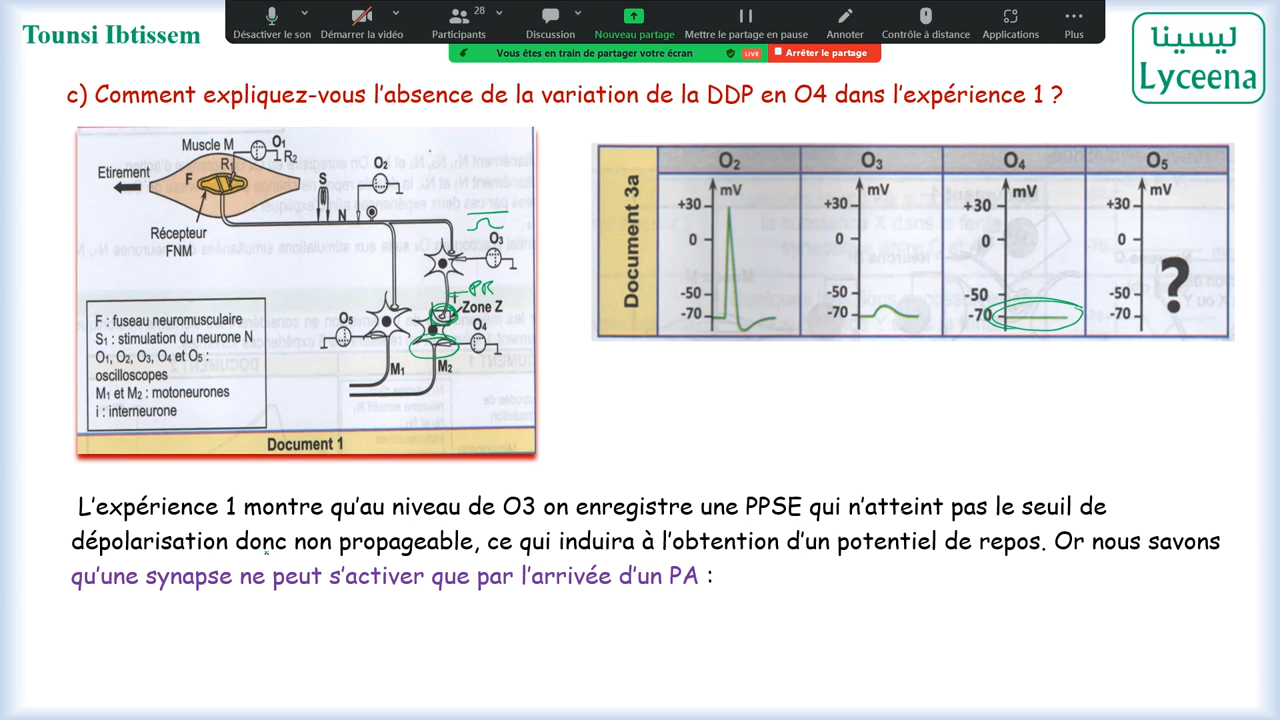 Tounsi Ibtissem
Désactiver le son
Démarrer la vidéo
28
Participants
Discussion
Nouveau partage
Mettre le partage en pause
Annoter
Contrôle à distance
Applications
Plus
Vous êtes en train de partager votre écran
LIVE
Arrêter le partage
ليسينا
Lyceena
c) Comment expliquez-vous l’absence de la variation de la DDP en O4 dans l’expérience 1 ?
Muscle M
O1
R1
R2
Etirement
F
S
O2
N
Récepteur
FNM
O3
PR
Zone Z
O5
O4
M1
M2
F : fuseau neuromusculaire
S1 : stimulation du neurone N
O1, O2, O3, O4 et O5 :
oscilloscopes
M1 et M2 : motoneurones
i : interneurone
Document 1
Document 3a
O2 O3 O4 O5
mV mV mV mV
+30 +30 +30 +30
0 0 0 0
-50 -50 -50 -50
-70 -70 -70 -70
?
L’expérience 1 montre qu’au niveau de O3 on enregistre une PPSE qui n’atteint pas le seuil de
dépolarisation donc non propageable, ce qui induira à l’obtention d’un potentiel de repos. Or nous savons
qu’une synapse ne peut s’activer que par l’arrivée d’un PA :